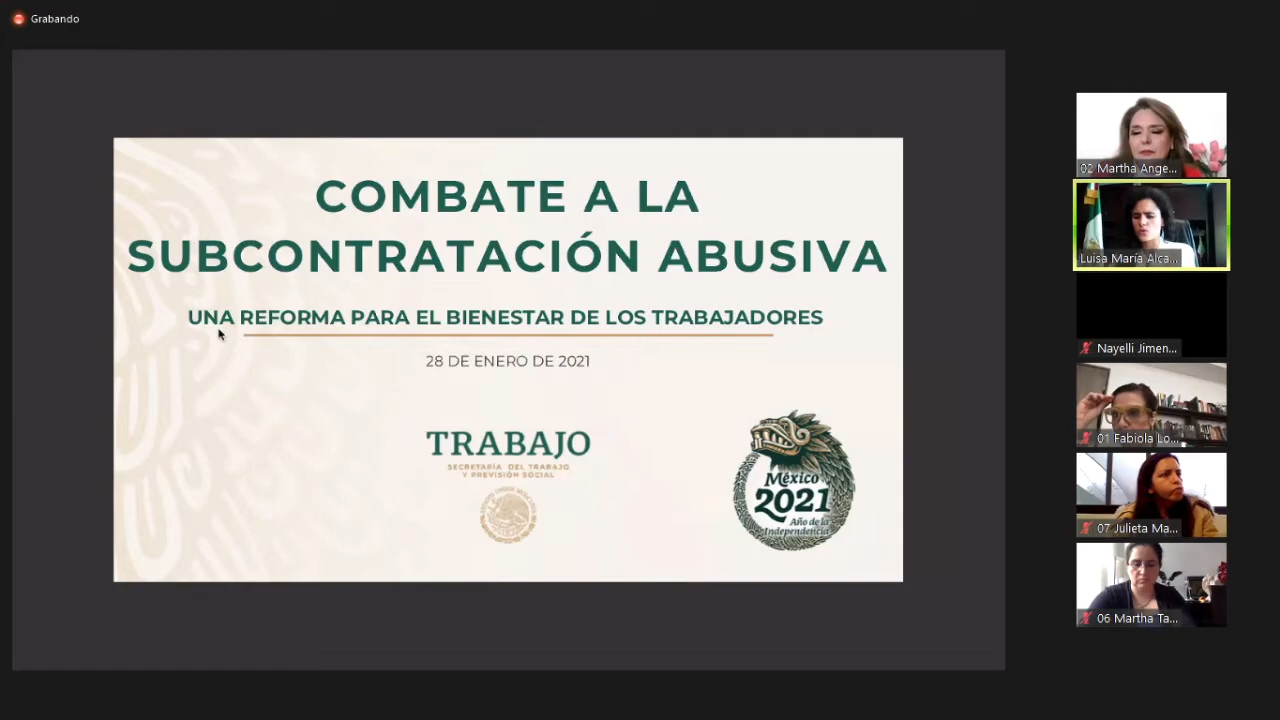 Grabando
COMBATE A LA
SUBCONTRATACIÓN ABUSIVA
UNA REFORMA PARA EL BIENESTAR DE LOS TRABAJADORES
28 DE ENERO DE 2021
TRABAJO
SECRETARÍA DEL TRABAJO
Y PREVISIÓN SOCIAL
México
2021
Año de la
Independencia
02 Martha Ange...
Luisa María Alca...
Nayelli Jimen...
01 Fabiola Lo...
07 Julieta Ma...
06 Martha Ta...